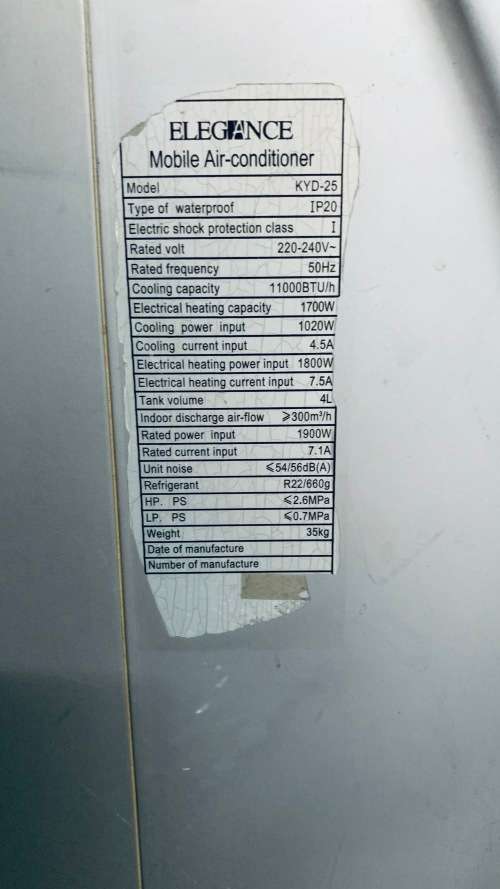 ELEGANCE
Mobile Air-conditioner
Model KYD-25
Type of waterproof IP20
Electric shock protection class I
Rated volt 220-240V~
Rated frequency 50Hz
Cooling capacity 11000BTU/h
Electrical heating capacity 1700W
Cooling power input 1020W
Cooling current input 4.5A
Electrical heating power input 1800W
Electrical heating current input 7.5A
Tank volume 4L
Indoor discharge air-flow ≥300m³/h
Rated power input 1900W
Rated current input 7.1A
Unit noise ≤54/56dB(A)
Refrigerant R22/660g
HP. PS ≤2.6MPa
LP. PS ≤0.7MPa
Weight 35kg
Date of manufacture
Number of manufacture